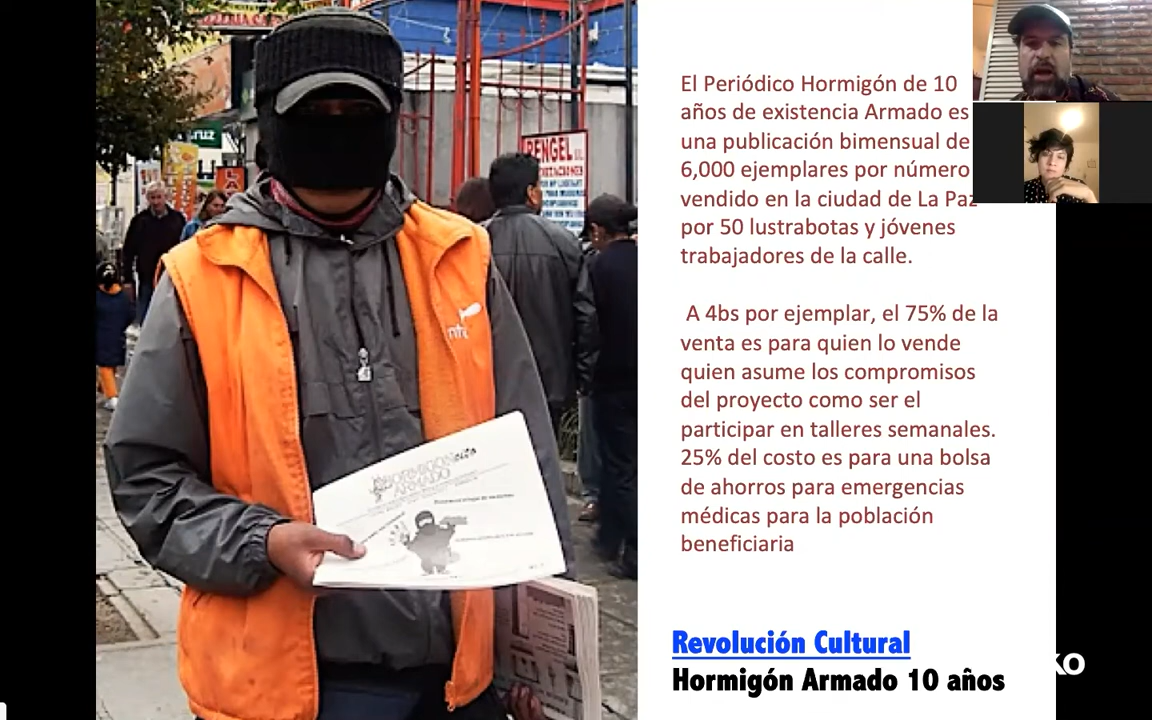 RENGEL
HORMIGÓN
ARMADO
El Periódico Hormigón de 10
años de existencia Armado es
una publicación bimensual de
6,000 ejemplares por número
vendido en la ciudad de La Paz
por 50 lustrabotas y jóvenes
trabajadores de la calle.
A 4bs por ejemplar, el 75% de la
venta es para quien lo vende
quien asume los compromisos
del proyecto como ser el
participar en talleres semanales.
25% del costo es para una bolsa
de ahorros para emergencias
médicas para la población
beneficiaria
Revolución Cultural
Hormigón Armado 10 años